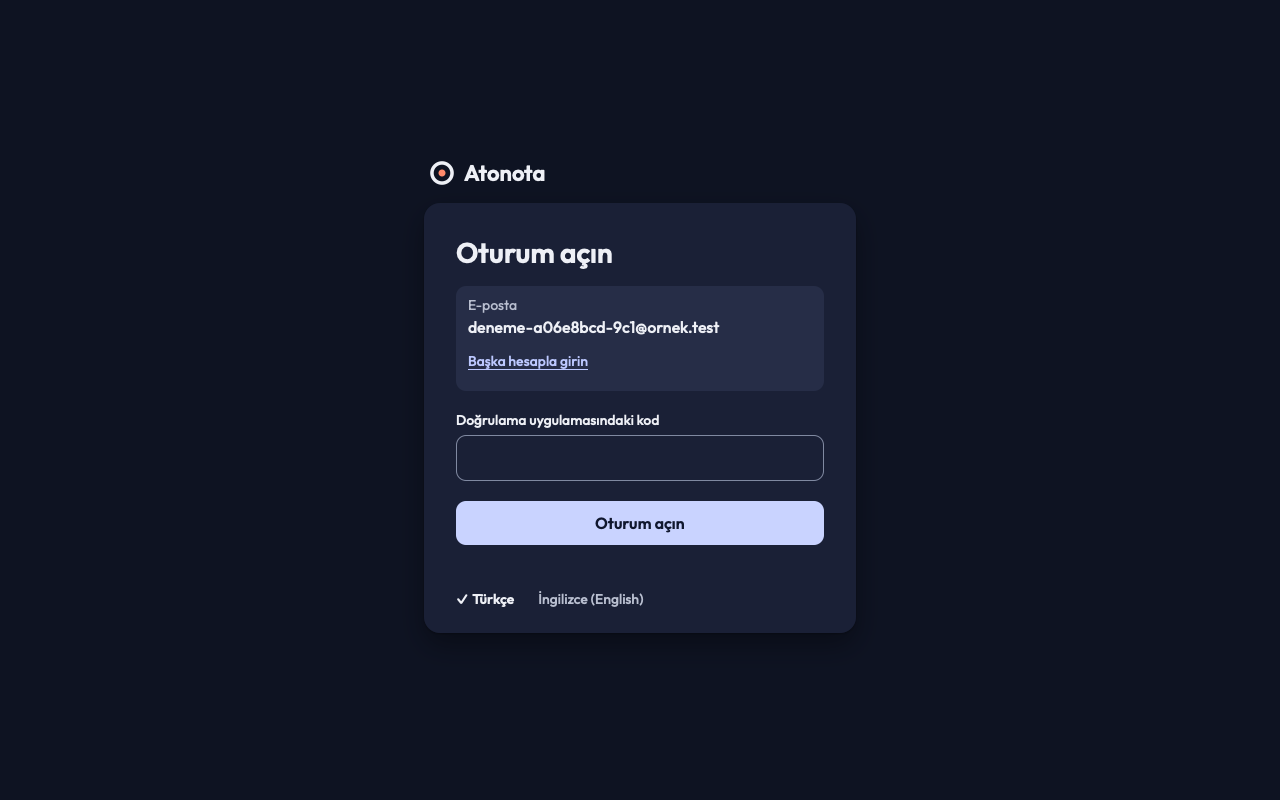 Atonota
Oturum açın
E-posta
deneme-a06e8bcd-9c1@ornek.test
Başka hesapla girin
Doğrulama uygulamasındaki kod
Oturum açın
Türkçe
İngilizce (English)